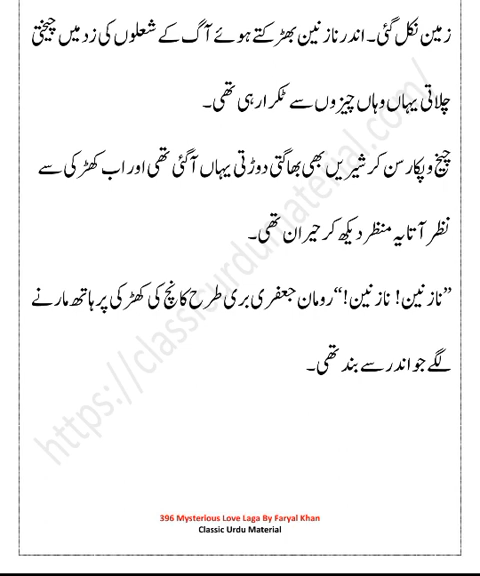 زمین نکل گئی۔ اندر نازنین بھڑکتے ہوئے آگ کے شعلوں کی زد میں چیختی
چلاتی یہاں وہاں چیزوں سے ٹکرا رہی تھی۔
چیخ و پکار سن کر شیریں بھی بھاگتی دوڑتی یہاں آگئی تھی اور اب کھڑکی سے
نظر آتا یہ منظر دیکھ کر حیران تھی۔
”نازنین! نازنین!“ رومان جعفری بری طرح کانچ کی کھڑکی پر ہاتھ مارنے
لگے جو اندر سے بند تھی۔
https://classicurdumaterial.com/
396 Mysterious Love Laga By Faryal Khan
Classic Urdu Material